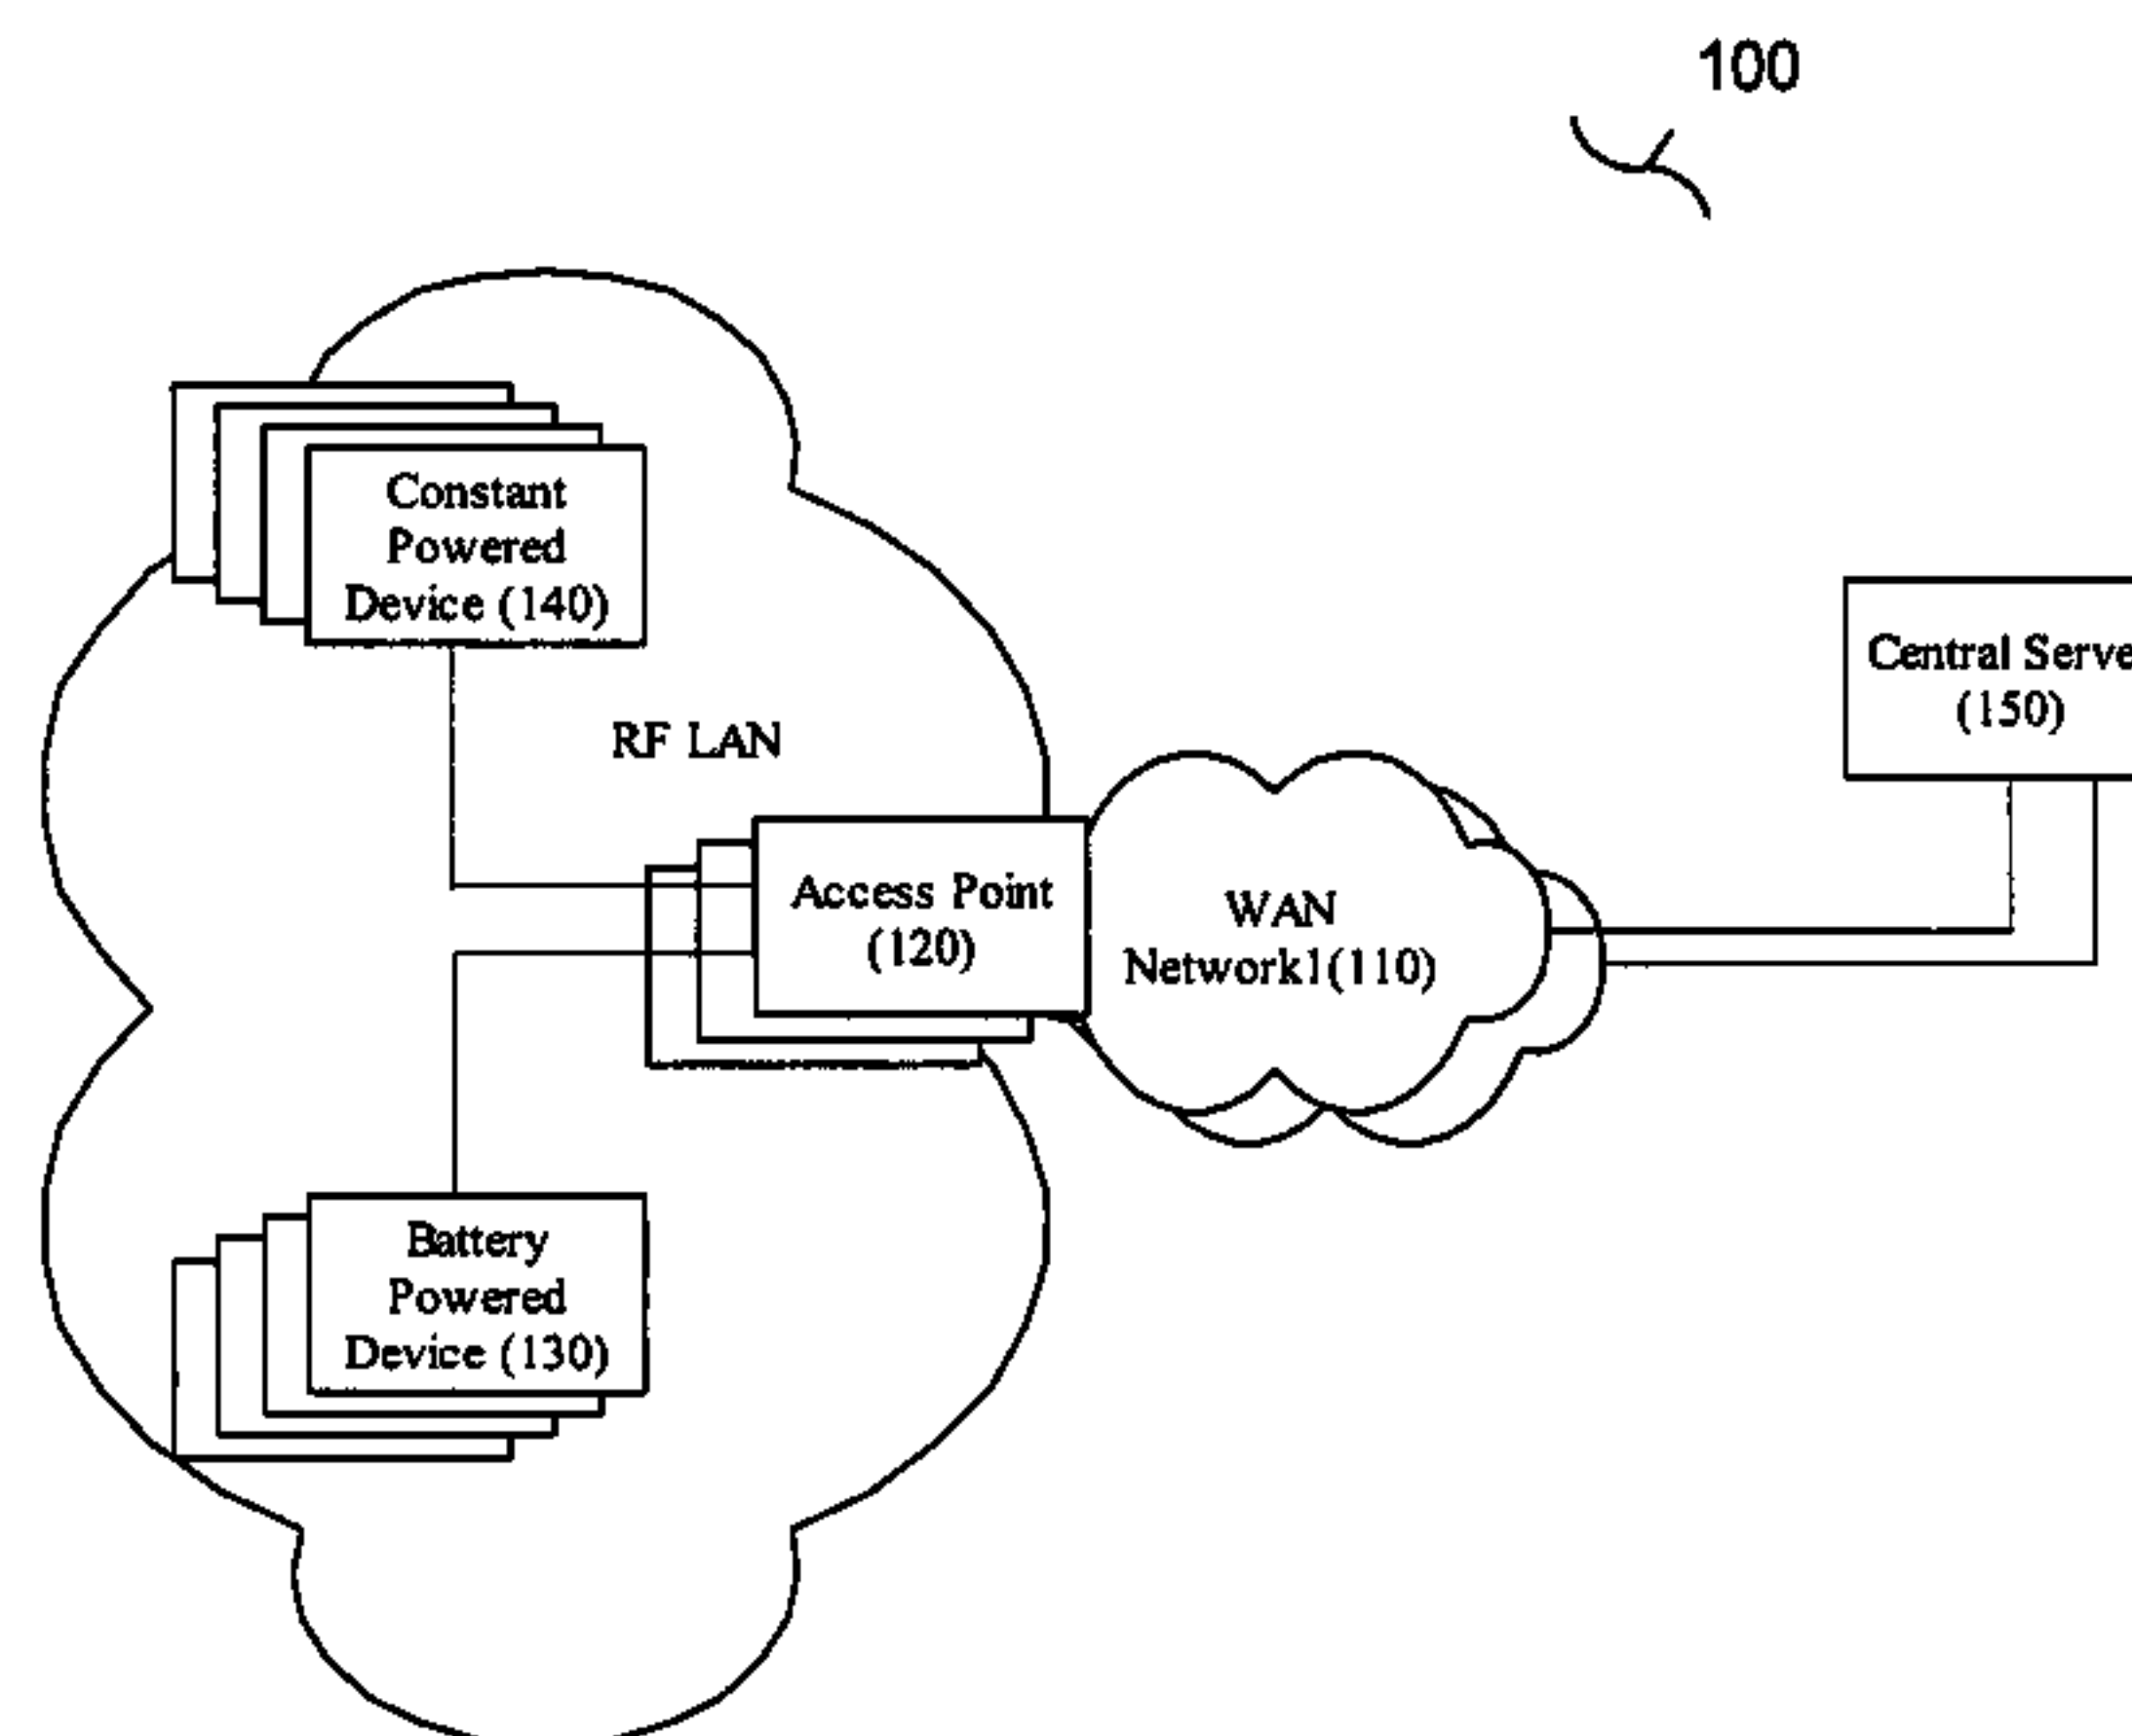 100
Constant
Powered
Device (140)
RF LAN
Central Serve
(150)
Access Point
(120)
WAN
Network1(110)
Battery
Powered
Device (130)